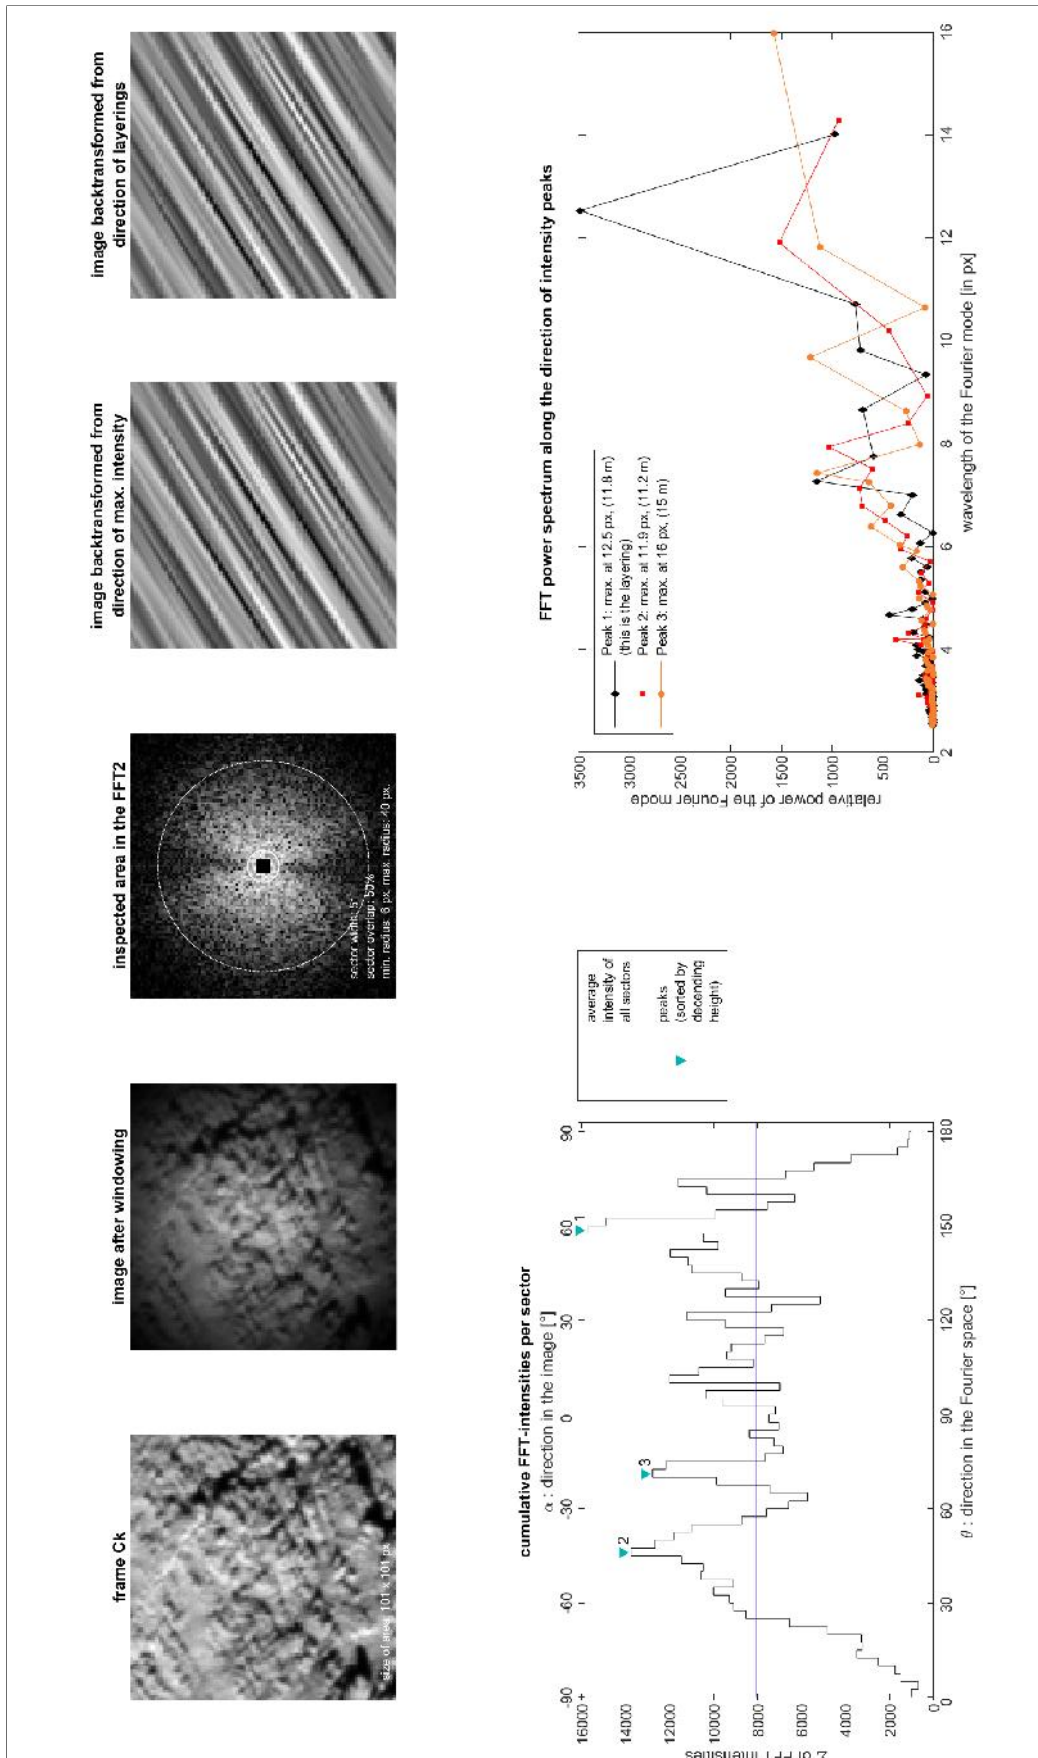 frame Ck
size of area: 101 x 101 px.
image after windowing
inspected area in the FFT2
sector width: 5°
sector overlap: 50%
min. radius: 6 px, max. radius: 40 px.
image backtransformed from
direction of max. intensity
image backtransformed from
direction of layerings
cumulative FFT-intensities per sector
α : direction in the image [°]
-90
-60
-30
0
30
60
90
16000
14000
12000
10000
8000
6000
4000
2000
0
1
2
3
0
30
60
90
120
150
180
θ : direction in the Fourier space [°]
average
intensity of
all sectors
peaks
(sorted by
decending
height)
FFT power spectrum along the direction of intensity peaks
Peak 1: max. at 12.5 px, (11.8 m)
(this is the layering)
Peak 2: max. at 11.9 px, (11.2 m)
Peak 3: max. at 16 px, (15 m)
relative power of the Fourier mode
3500
3000
2500
2000
1500
1000
500
0
2
4
6
8
10
12
14
16
wavelength of the Fourier mode [in px]